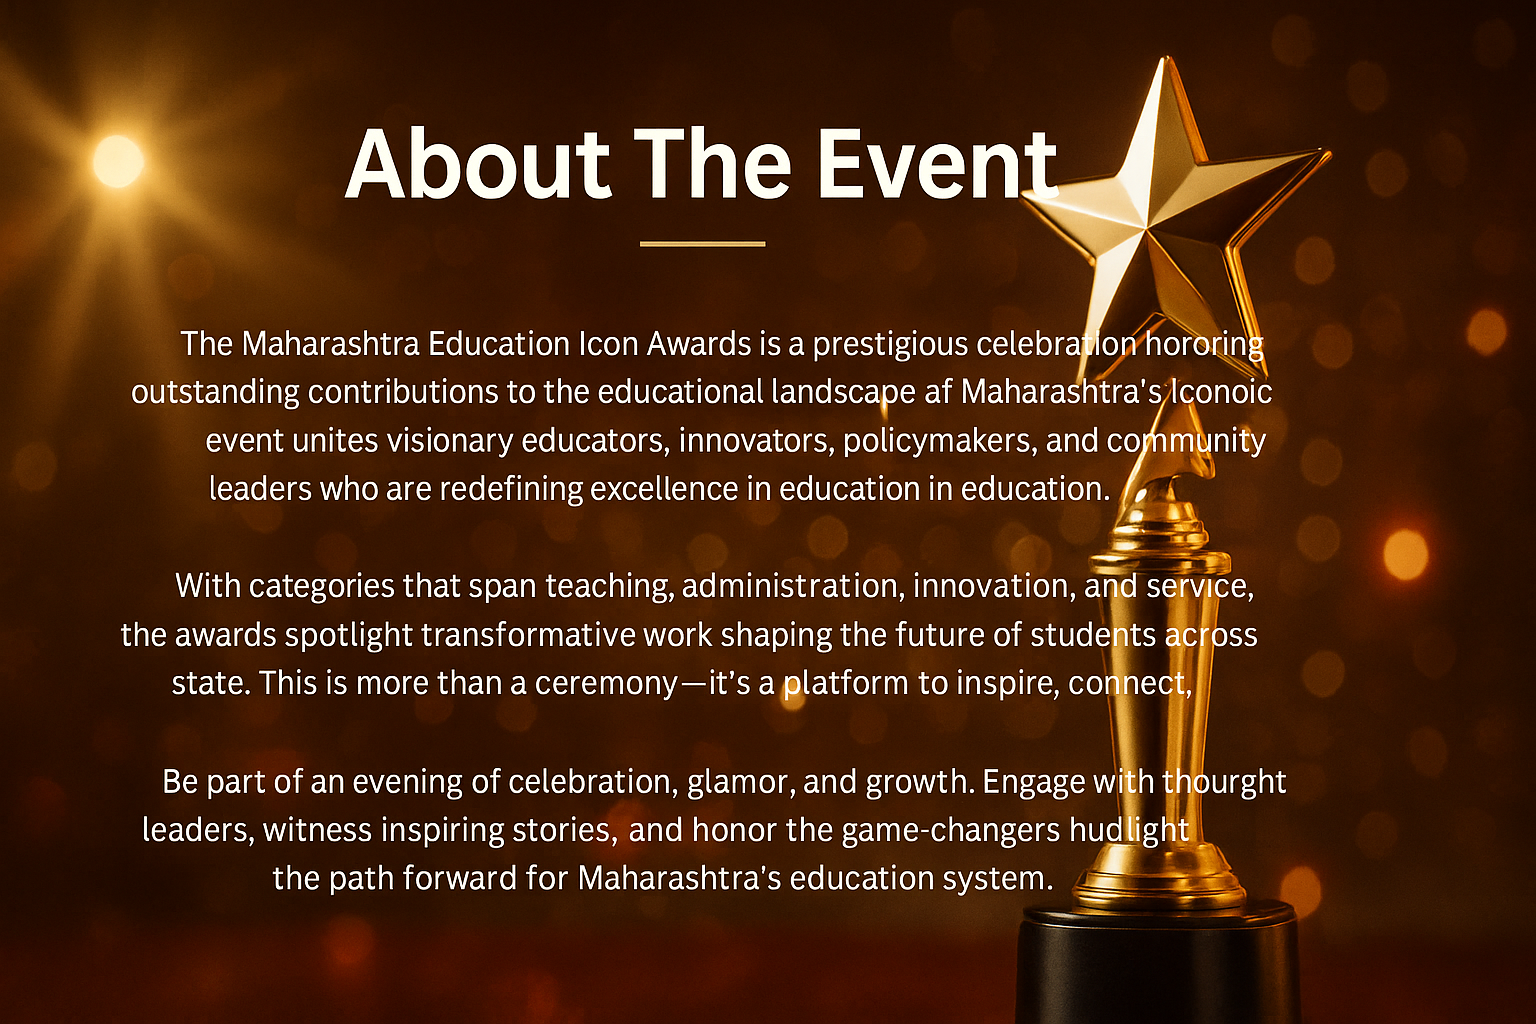 About The Event
The Maharashtra Education Icon Awards is a prestigious celebration hororing
outstanding contributions to the educational landscape af Maharashtra's Iconoic
event unites visionary educators, innovators, policymakers, and community
leaders who are redefining excellence in education in education.
With categories that span teaching, administration, innovation, and service,
the awards spotlight transformative work shaping the future of students across
state. This is more than a ceremony—it’s a platform to inspire, connect,
Be part of an evening of celebration, glamor, and growth. Engage with thourght
leaders, witness inspiring stories, and honor the game-changers hudlight
the path forward for Maharashtra's education system.